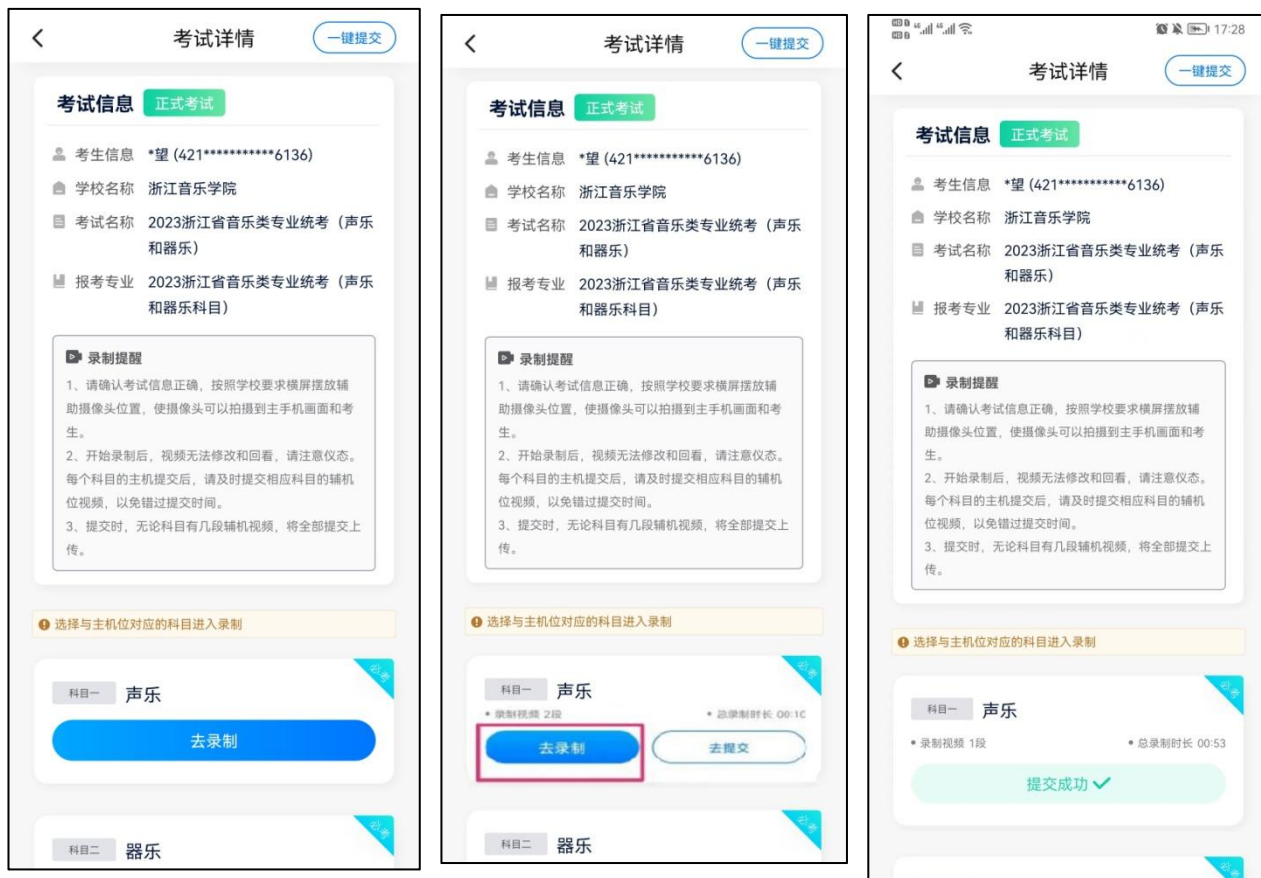 考试详情
一键提交
考试信息
正式考试
考生信息 *望 (421***********6136)
学校名称 浙江音乐学院
考试名称 2023浙江省音乐类专业统考（声乐
和器乐）
报考专业 2023浙江省音乐类专业统考（声乐
和器乐科目）
录制提醒
1、请确认考试信息正确，按照学校要求横屏摆放辅
助摄像头位置，使摄像头可以拍摄到主手机画面和考
生。
2、开始录制后，视频无法修改和回看，请注意仪态。
每个科目的主机提交后，请及时提交相应科目的辅机
位视频，以免错过提交时间。
3、提交时，无论科目有几段辅机视频，将全部提交上
传。
选择与主机位对应的科目进入录制
必考
科目一 声乐
去录制
必考
科目二 器乐
考试详情
一键提交
考试信息
正式考试
考生信息 *望 (421***********6136)
学校名称 浙江音乐学院
考试名称 2023浙江省音乐类专业统考（声乐
和器乐）
报考专业 2023浙江省音乐类专业统考（声乐
和器乐科目）
录制提醒
1、请确认考试信息正确，按照学校要求横屏摆放辅
助摄像头位置，使摄像头可以拍摄到主手机画面和考
生。
2、开始录制后，视频无法修改和回看，请注意仪态。
每个科目的主机提交后，请及时提交相应科目的辅机
位视频，以免错过提交时间。
3、提交时，无论科目有几段辅机视频，将全部提交上
传。
选择与主机位对应的科目进入录制
必考
科目一 声乐
• 录制视频 2段 • 总录制时长 00:10
去录制 去提交
必考
科目二 器乐
17:28
考试详情
一键提交
考试信息
正式考试
考生信息 *望 (421***********6136)
学校名称 浙江音乐学院
考试名称 2023浙江省音乐类专业统考（声乐
和器乐）
报考专业 2023浙江省音乐类专业统考（声乐
和器乐科目）
录制提醒
1、请确认考试信息正确，按照学校要求横屏摆放辅
助摄像头位置，使摄像头可以拍摄到主手机画面和考
生。
2、开始录制后，视频无法修改和回看，请注意仪态。
每个科目的主机提交后，请及时提交相应科目的辅机
位视频，以免错过提交时间。
3、提交时，无论科目有几段辅机视频，将全部提交上
传。
选择与主机位对应的科目进入录制
必考
科目一 声乐
• 录制视频 1段 • 总录制时长 00:53
提交成功
必考